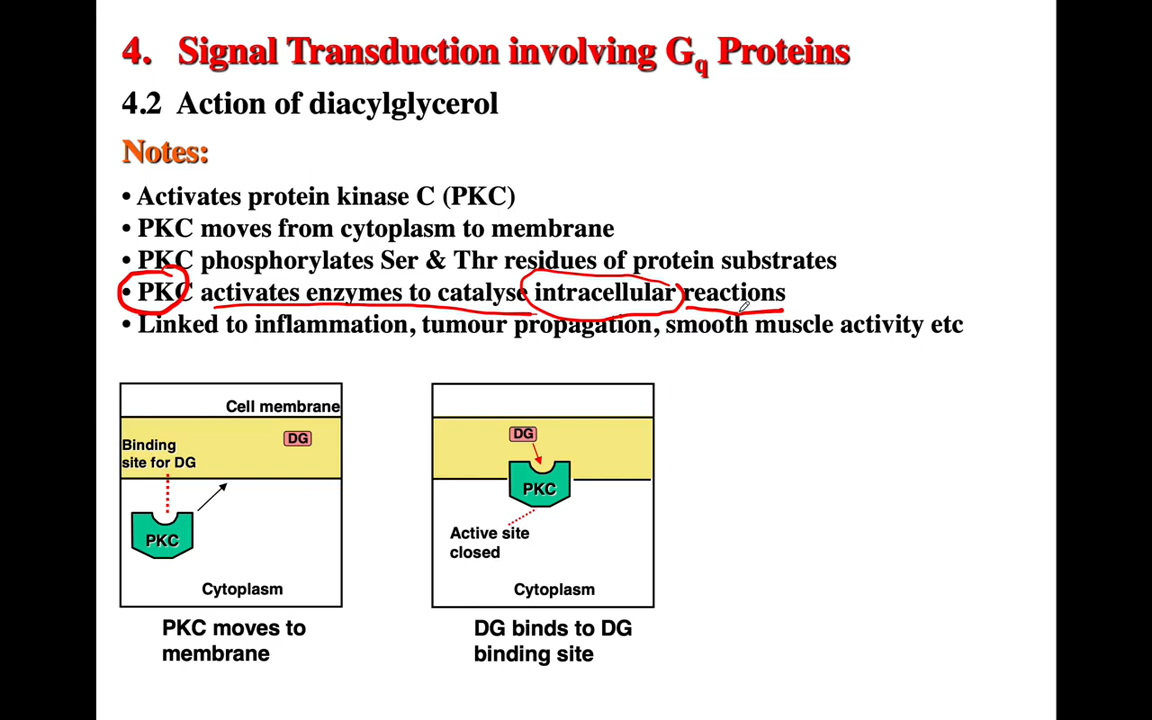 4. Signal Transduction involving Gq Proteins
4.2 Action of diacylglycerol
Notes:
• Activates protein kinase C (PKC)
• PKC moves from cytoplasm to membrane
• PKC phosphorylates Ser & Thr residues of protein substrates
• PKC activates enzymes to catalyse intracellular reactions
• Linked to inflammation, tumour propagation, smooth muscle activity etc
Cell membrane
DG
Binding
site for DG
PKC
Cytoplasm
PKC moves to
membrane
DG
PKC
Active site
closed
Cytoplasm
DG binds to DG
binding site